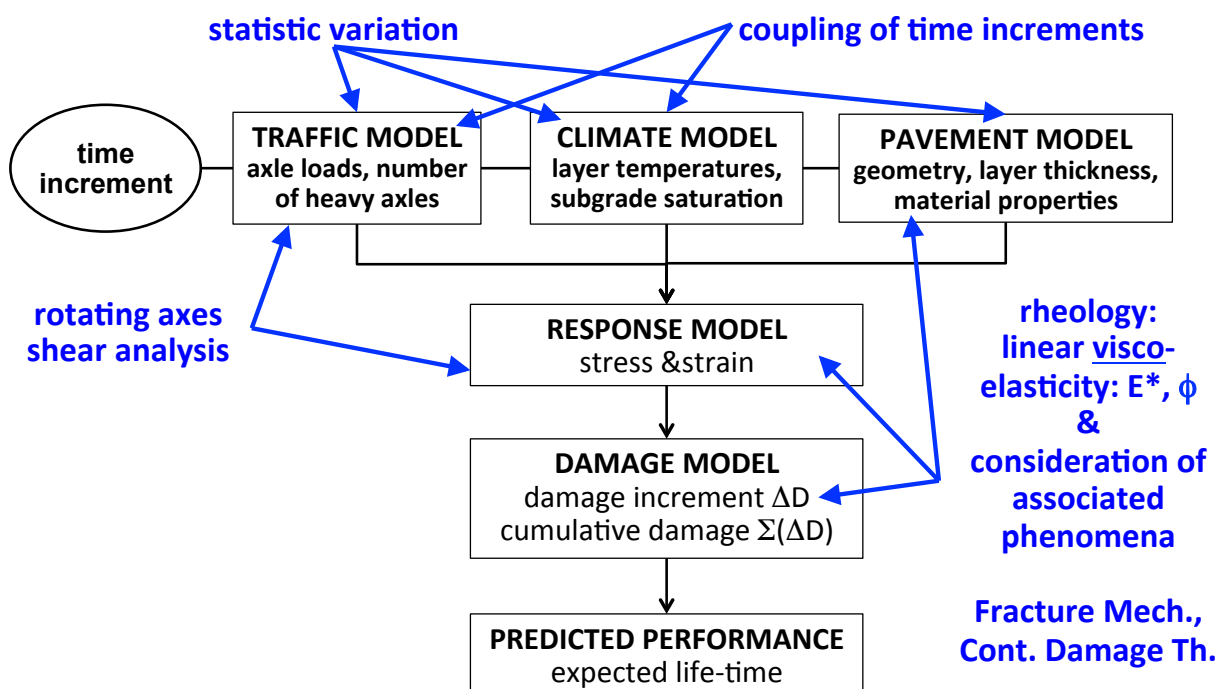 statistic variation
coupling of time increments
time
increment
TRAFFIC MODEL
axle loads, number
of heavy axles
CLIMATE MODEL
layer temperatures,
subgrade saturation
PAVEMENT MODEL
geometry, layer thickness,
material properties
rotating axes
shear analysis
RESPONSE MODEL
stress &strain
rheology:
linear visco-
elasticity: E*, ϕ
&
consideration of
associated
phenomena
DAMAGE MODEL
damage increment ΔD
cumulative damage Σ(ΔD)
PREDICTED PERFORMANCE
expected life-time
Fracture Mech.,
Cont. Damage Th.